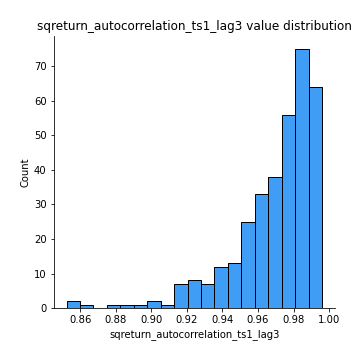 sqreturn_autocorrelation_ts1_lag3 value distribution
70
60
50
40
30
20
10
0
Count
0.86 0.88 0.90 0.92 0.94 0.96 0.98 1.00
sqreturn_autocorrelation_ts1_lag3